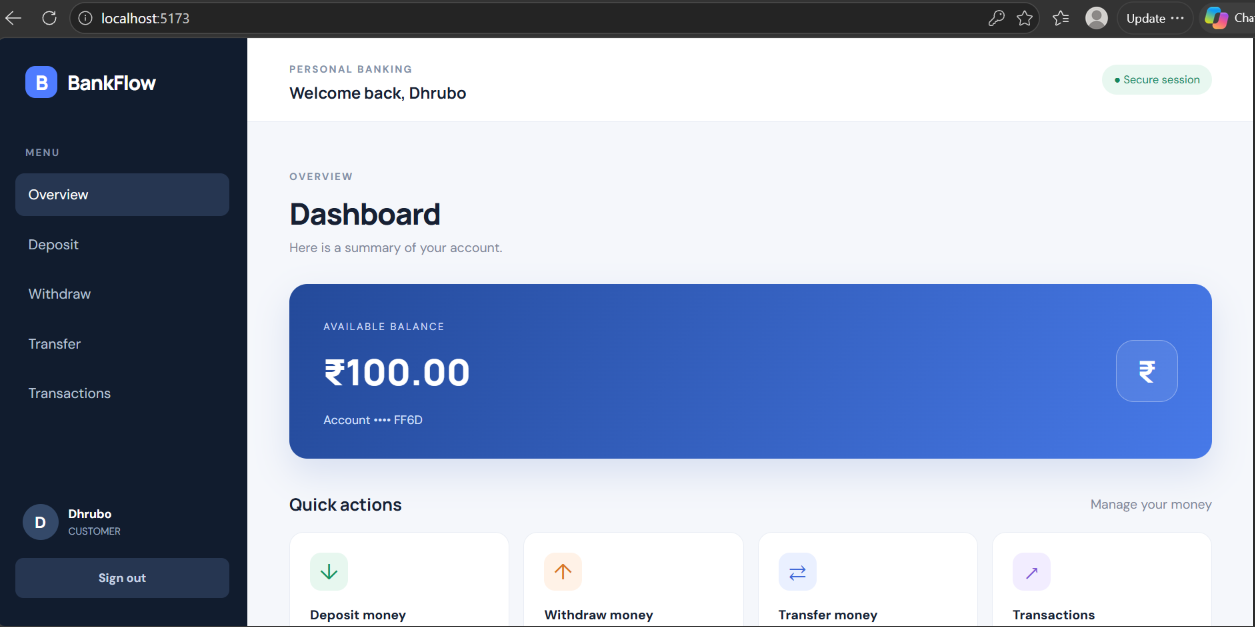 localhost:5173
Update
Cha
B BankFlow
MENU
Overview
Deposit
Withdraw
Transfer
Transactions
D
Dhrubo
CUSTOMER
Sign out
PERSONAL BANKING
Welcome back, Dhrubo
Secure session
OVERVIEW
Dashboard
Here is a summary of your account.
AVAILABLE BALANCE
₹100.00
₹
Account •••• FF6D
Quick actions
Manage your money
Deposit money
Withdraw money
Transfer money
Transactions